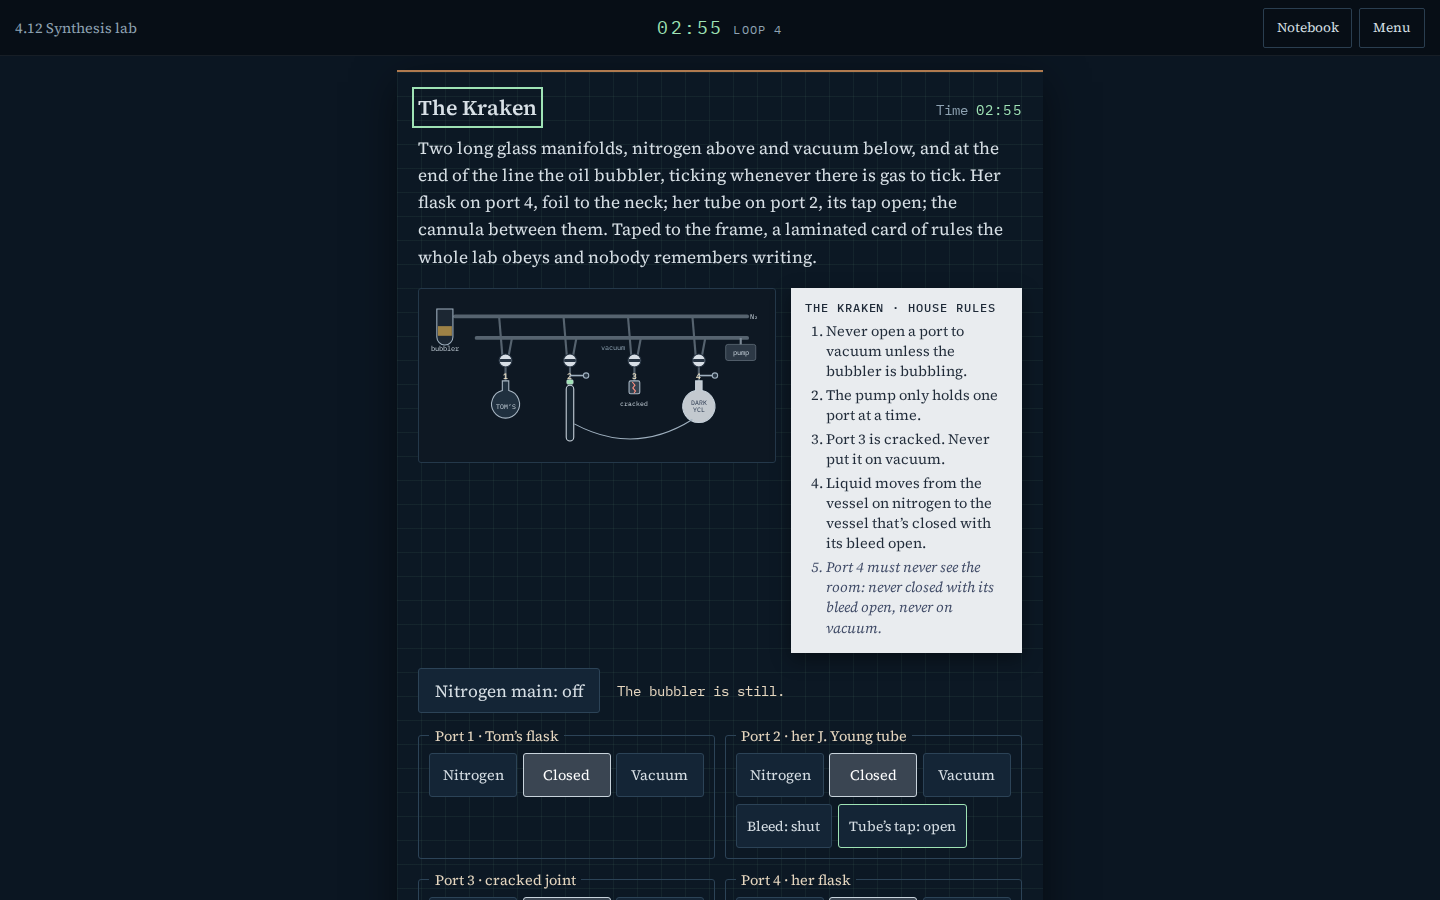 4.12 Synthesis lab
02:55 LOOP 4
Notebook
Menu
The Kraken
Time 02:55
Two long glass manifolds, nitrogen above and vacuum below, and at the
end of the line the oil bubbler, ticking whenever there is gas to tick. Her
flask on port 4, foil to the neck; her tube on port 2, its tap open; the
cannula between them. Taped to the frame, a laminated card of rules the
whole lab obeys and nobody remembers writing.
N₂
bubbler
vacuum
pump
1
2
3
4
TOM'S
cracked
DARK
YCL
THE KRAKEN · HOUSE RULES
1. Never open a port to
vacuum unless the
bubbler is bubbling.
2. The pump only holds one
port at a time.
3. Port 3 is cracked. Never
put it on vacuum.
4. Liquid moves from the
vessel on nitrogen to the
vessel that’s closed with
its bleed open.
5. Port 4 must never see the
room: never closed with its
bleed open, never on
vacuum.
Nitrogen main: off
The bubbler is still.
Port 1 · Tom’s flask
Nitrogen
Closed
Vacuum
Port 2 · her J. Young tube
Nitrogen
Closed
Vacuum
Bleed: shut
Tube’s tap: open
Port 3 · cracked joint
Port 4 · her flask